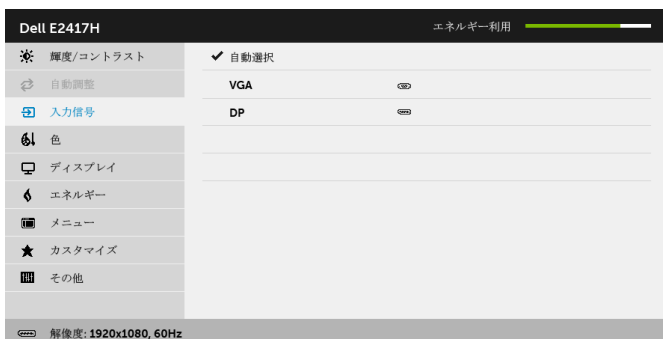 Dell E2417H
エネルギー利用
輝度/コントラスト
自動調整
入力信号
色
ディスプレイ
エネルギー
メニュー
カスタマイズ
その他
✔ 自動選択
VGA
DP
解像度: 1920x1080, 60Hz